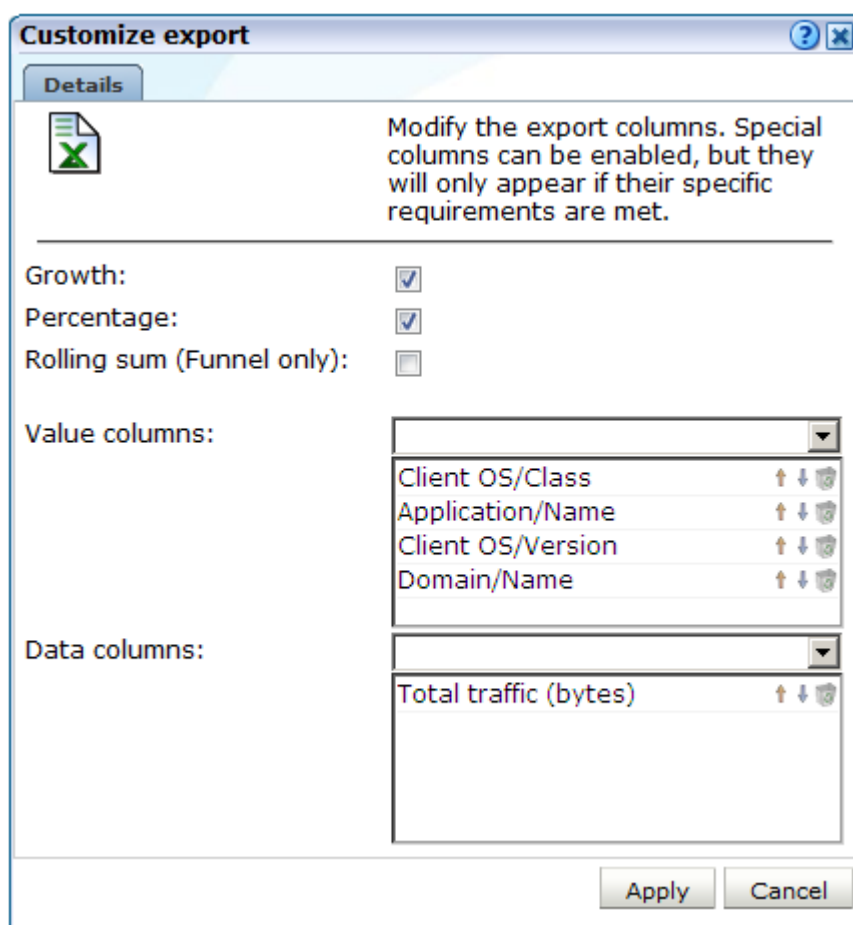 Customize export
Details
Modify the export columns. Special
columns can be enabled, but they
will only appear if their specific
requirements are met.
Growth:
Percentage:
Rolling sum (Funnel only):
Value columns:
Client OS/Class
Application/Name
Client OS/Version
Domain/Name
Data columns:
Total traffic (bytes)
Apply Cancel